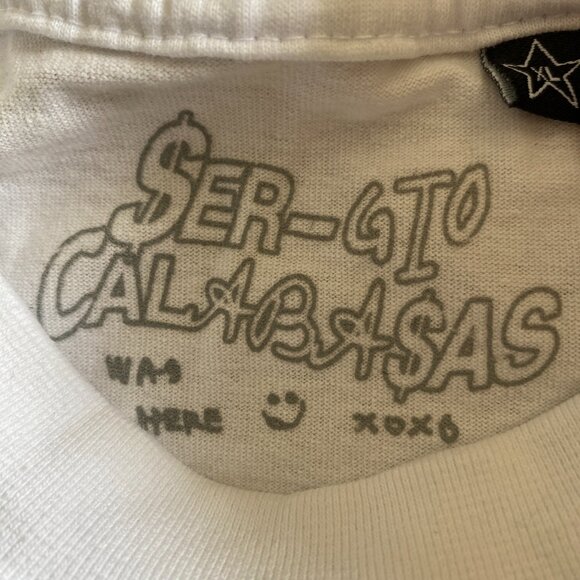 XL
$ER-GIO
CALABA$AS
WAS
HERE XOXO